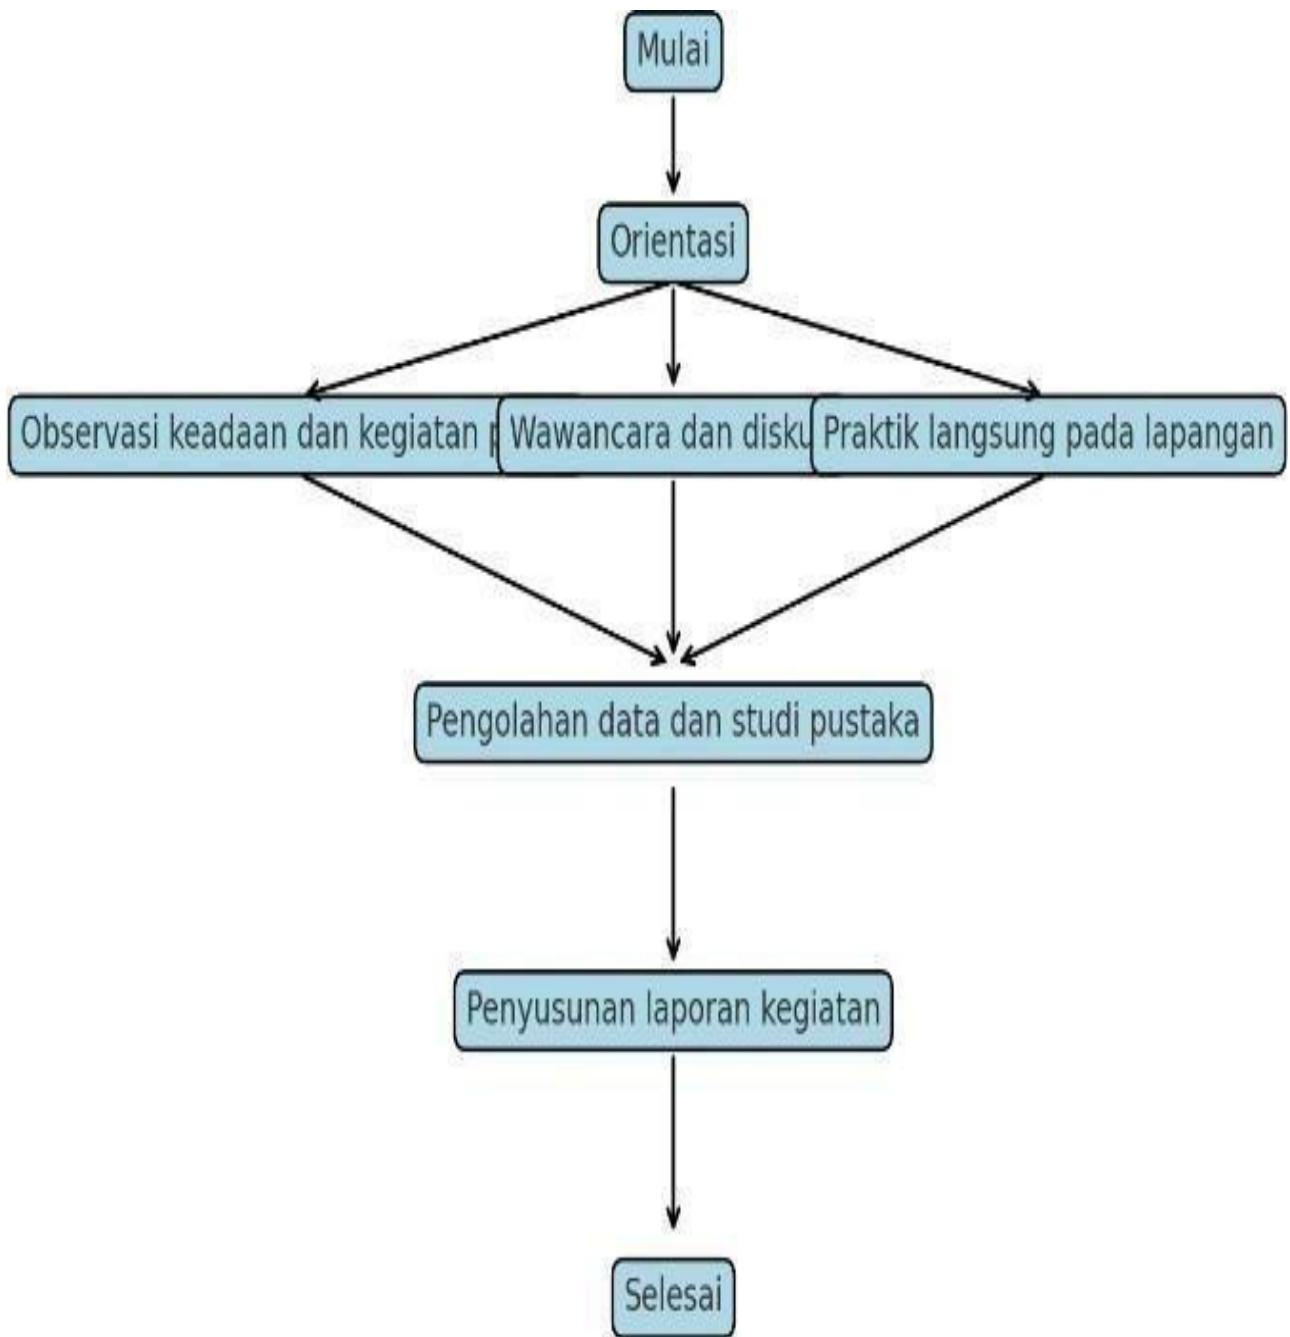 Mulai
Orientasi
Observasi keadaan dan kegiatan
Wawancara dan
Praktik langsung pada lapangan
Pengolahan data dan studi pustaka
Penyusunan laporan kegiatan
Selesai